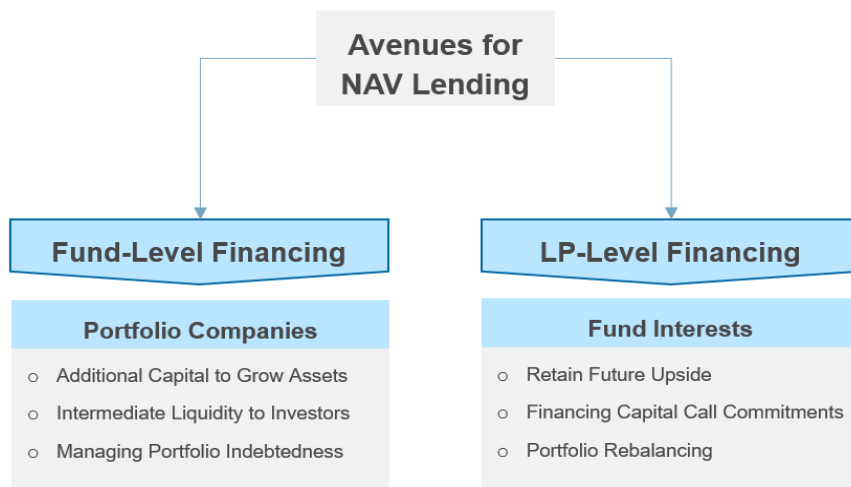 Avenues for
NAV Lending
Fund-Level Financing
Portfolio Companies
o Additional Capital to Grow Assets
o Intermediate Liquidity to Investors
o Managing Portfolio Indebtedness
LP-Level Financing
Fund Interests
o Retain Future Upside
o Financing Capital Call Commitments
o Portfolio Rebalancing